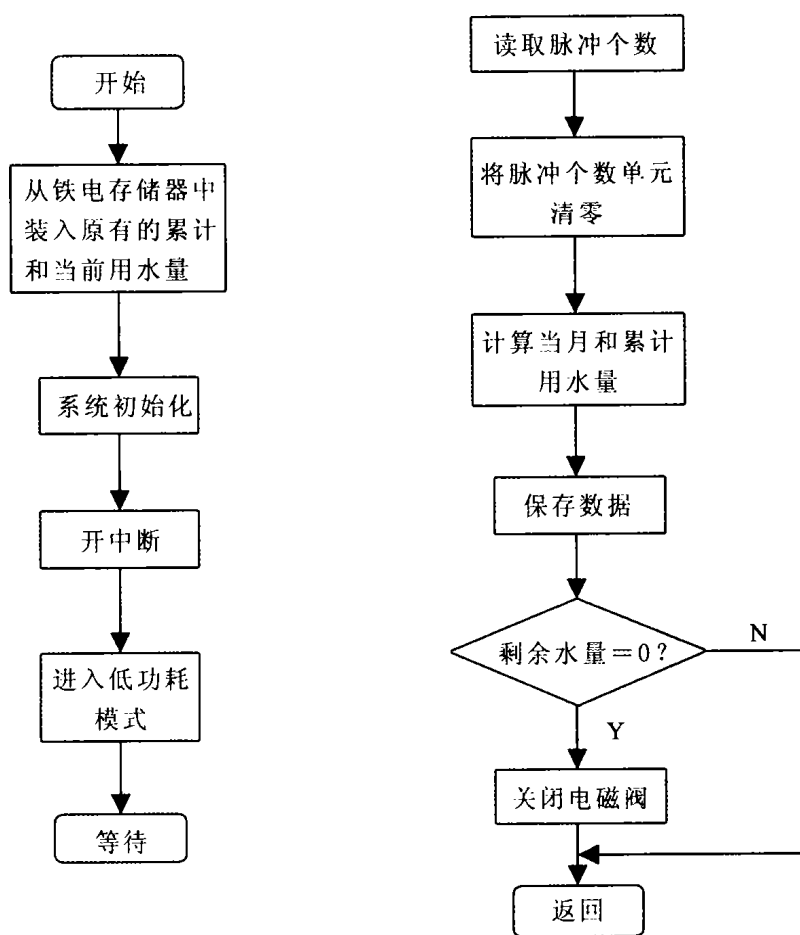 开始
从铁电存储器中
装入原有的累计
和当前用水量
系统初始化
开中断
进入低功耗
模式
等待
读取脉冲个数
将脉冲个数单元
清零
计算当月和累计
用水量
保存数据
剩余水量=0?
N
Y
关闭电磁阀
返回